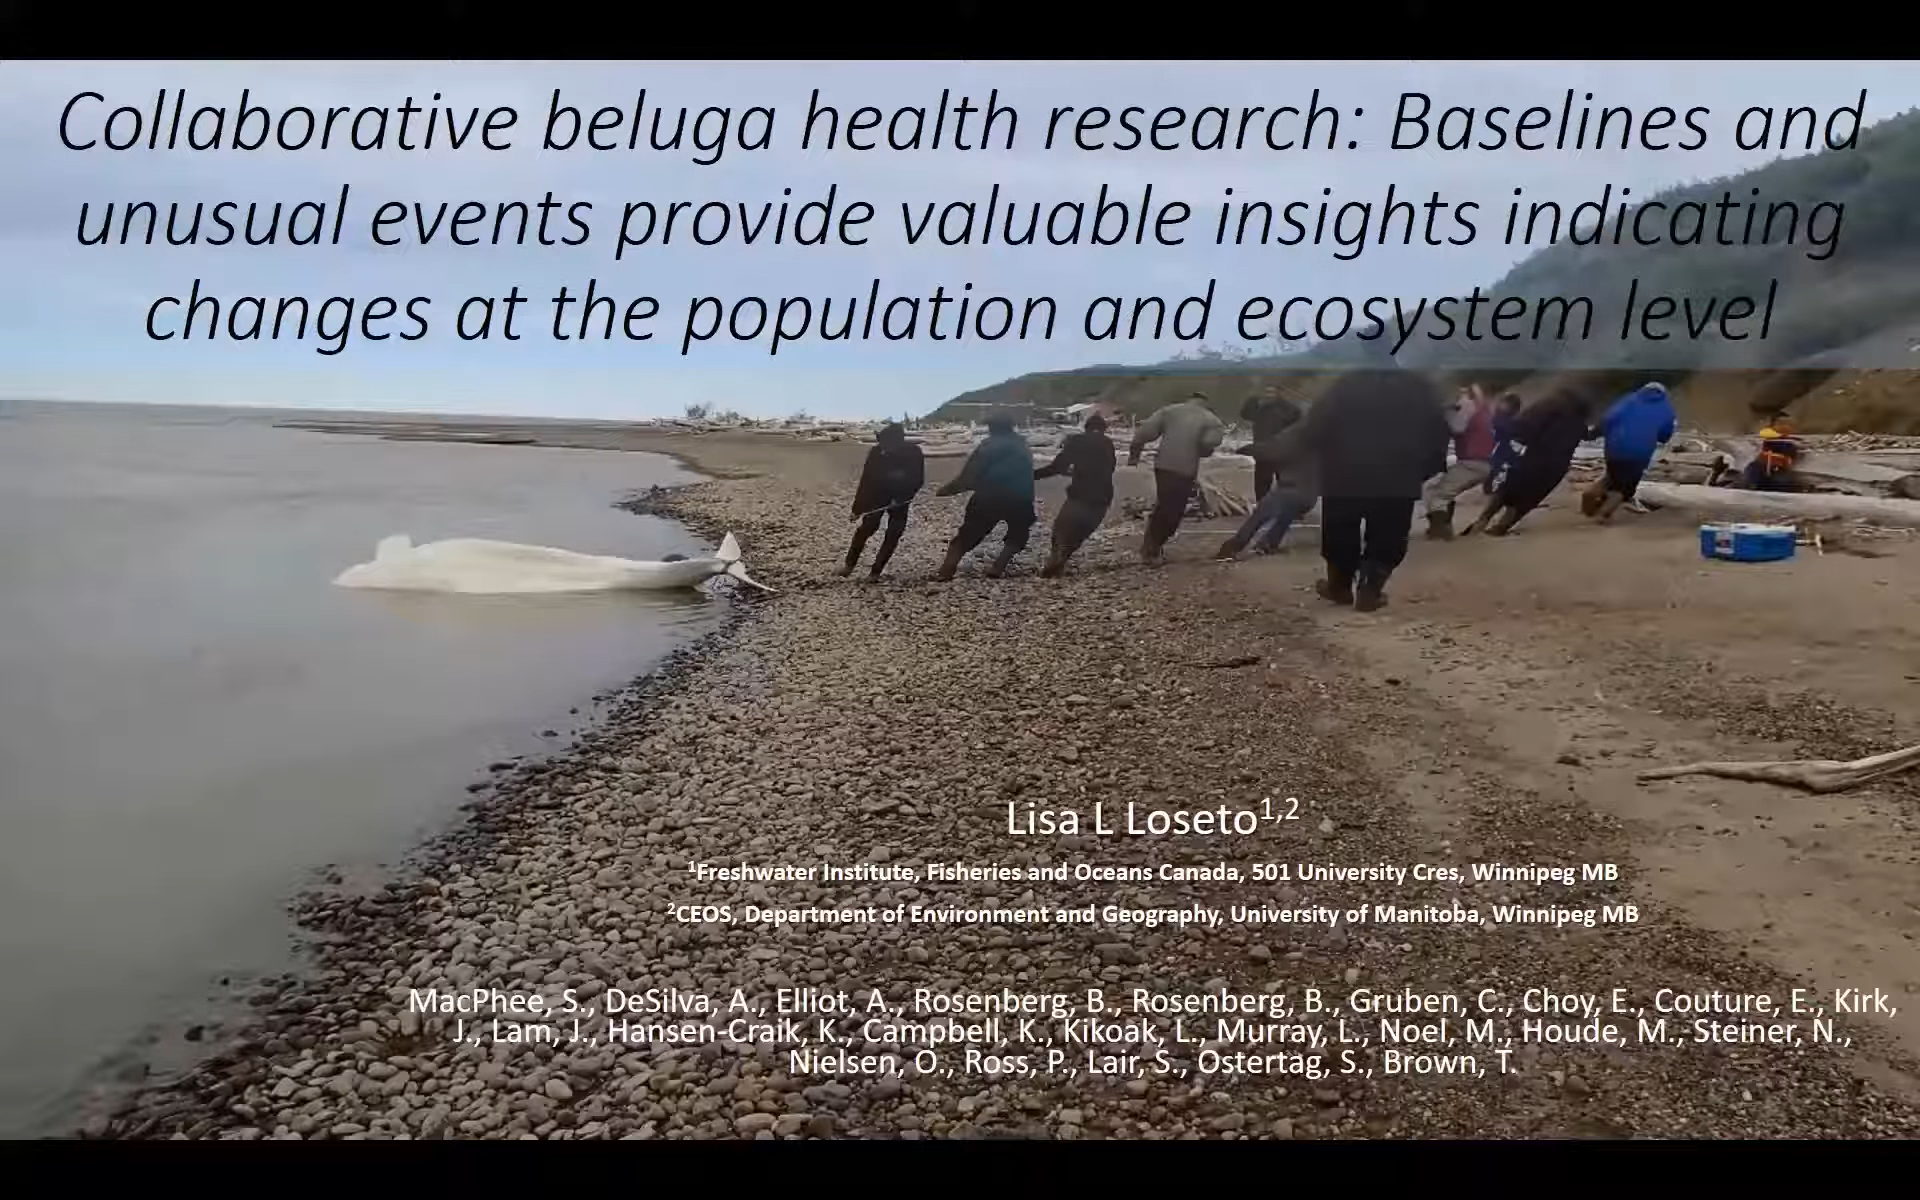 Collaborative beluga health research: Baselines and
unusual events provide valuable insights indicating
changes at the population and ecosystem level
Lisa L Loseto1,2
1Freshwater Institute, Fisheries and Oceans Canada, 501 University Cres, Winnipeg MB
2CEOS, Department of Environment and Geography, University of Manitoba, Winnipeg MB
MacPhee, S., DeSilva, A., Elliot, A., Rosenberg, B., Rosenberg, B., Gruben, C., Choy, E., Couture, E., Kirk,
J., Lam, J., Hansen-Craik, K., Campbell, K., Kikoak, L., Murray, L., Noel, M., Houde, M., Steiner, N.,
Nielsen, O., Ross, P., Lair, S., Ostertag, S., Brown, T.